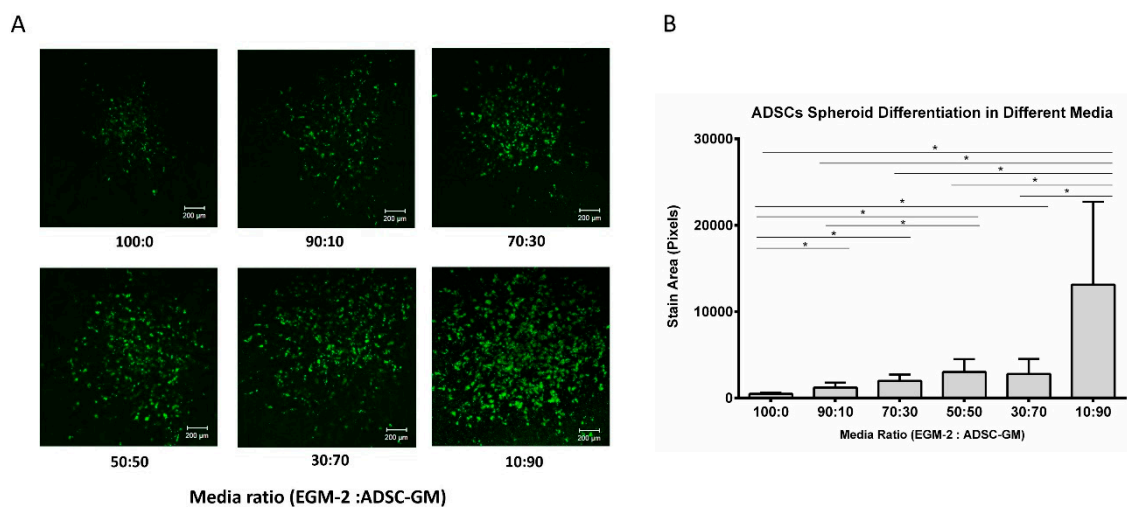 A
200 µm
200 µm
200 µm
100:0
90:10
70:30
200 µm
200 µm
200 µm
50:50
30:70
10:90
Media ratio (EGM-2 :ADSC-GM)
B
ADSCs Spheroid Differentiation in Different Media
Stain Area (Pixels)
30000
20000
10000
0
*
*
*
*
*
*
*
*
*
*
100:0
90:10
70:30
50:50
30:70
10:90
Media Ratio (EGM-2 : ADSC-GM)